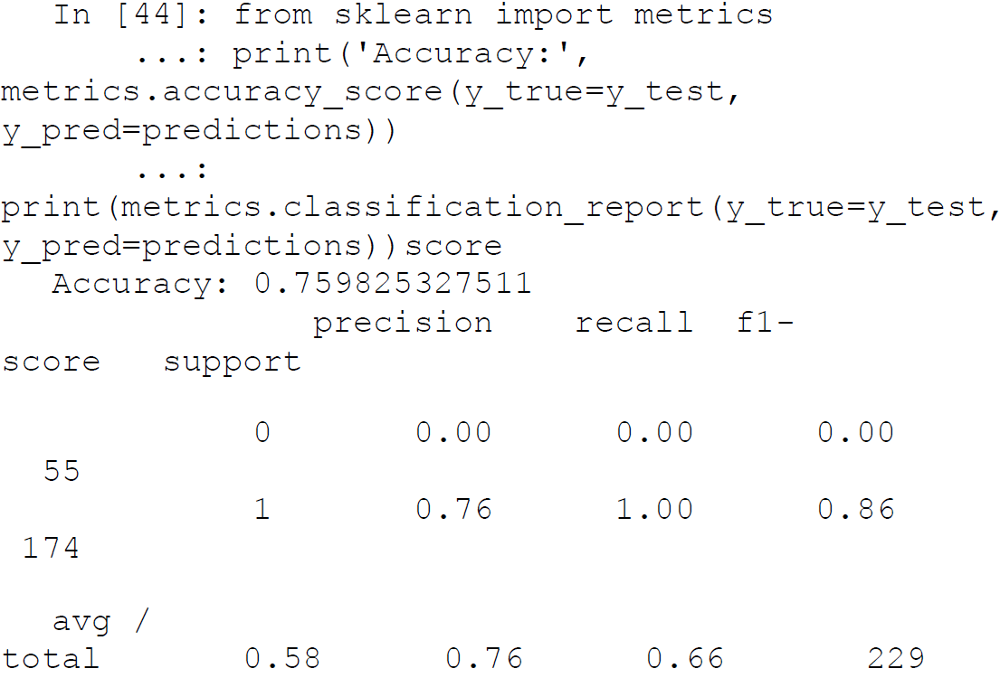 In [44]: from sklearn import metrics
...: print('Accuracy:',
metrics.accuracy_score(y_true=y_test,
y_pred=predictions))
...:
print(metrics.classification_report(y_true=y_test,
y_pred=predictions))score
Accuracy: 0.759825327511
precision recall f1-
score support
0 0.00 0.00 0.00
55
1 0.76 1.00 0.86
174
avg /
total 0.58 0.76 0.66 229